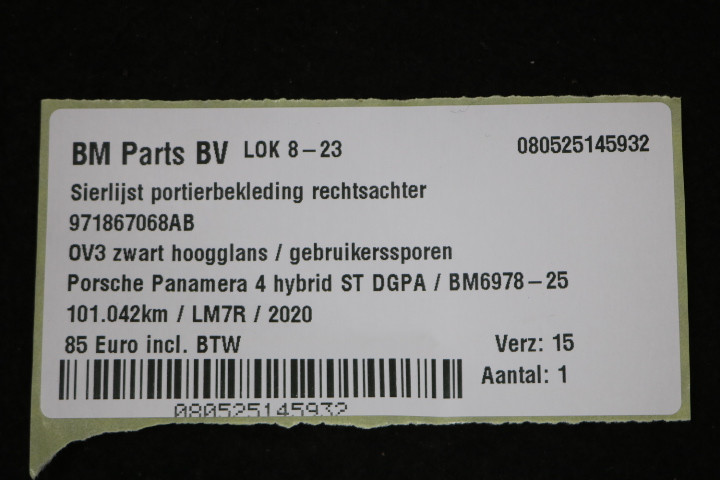 BM Parts BV LOK 8-23 080525145932
Sierlijst portierbekleding rechtsachter
971867068AB
OV3 zwart hoogglans / gebruikerssporen
Porsche Panamera 4 hybrid ST DGPA / BM6978-25
101.042km / LM7R / 2020
85 Euro incl. BTW Verz: 15
Aantal: 1
080525145932